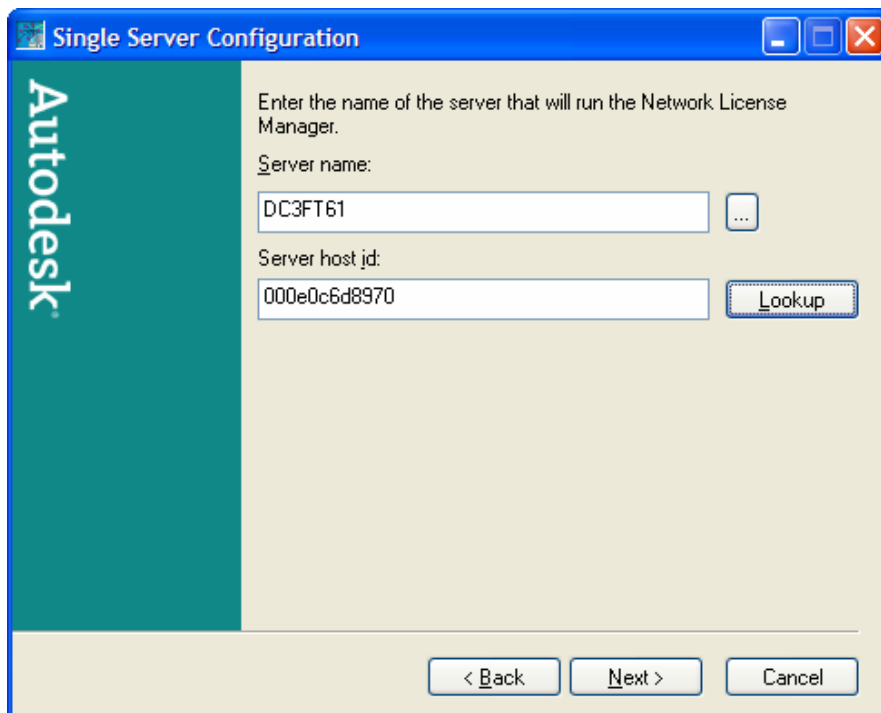 Single Server Configuration
Autodesk®
Enter the name of the server that will run the Network License
Manager.
Server name:
DC3FT61
...
Server host id:
000e0c6d8970
Lookup
< Back
Next >
Cancel